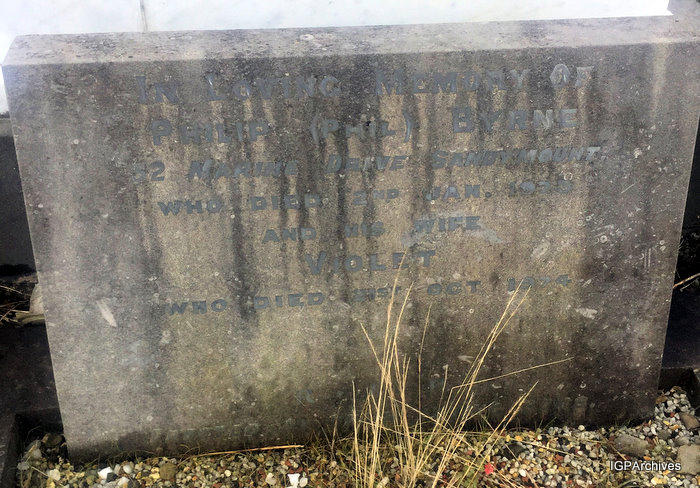 IN LOVING MEMORY OF
PHILIP (PHIL) BYRNE
MARINE DRIVE SANDYMOUNT
WHO DIED 2ND JAN.
AND HIS WIFE
VIOLET
WHO DIED OCT
IGPArchives